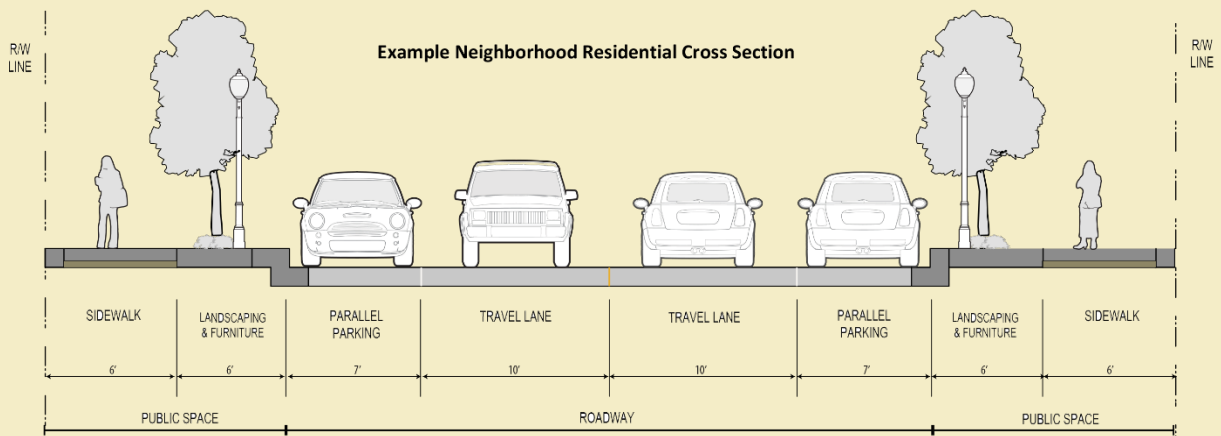 Example Neighborhood Residential Cross Section
R/W
LINE
R/W
LINE
SIDEWALK
LANDSCAPING
& FURNITURE
PARALLEL
PARKING
TRAVEL LANE
TRAVEL LANE
PARALLEL
PARKING
LANDSCAPING
& FURNITURE
SIDEWALK
6'
6'
7'
10'
10'
7'
6'
6'
PUBLIC SPACE
ROADWAY
PUBLIC SPACE